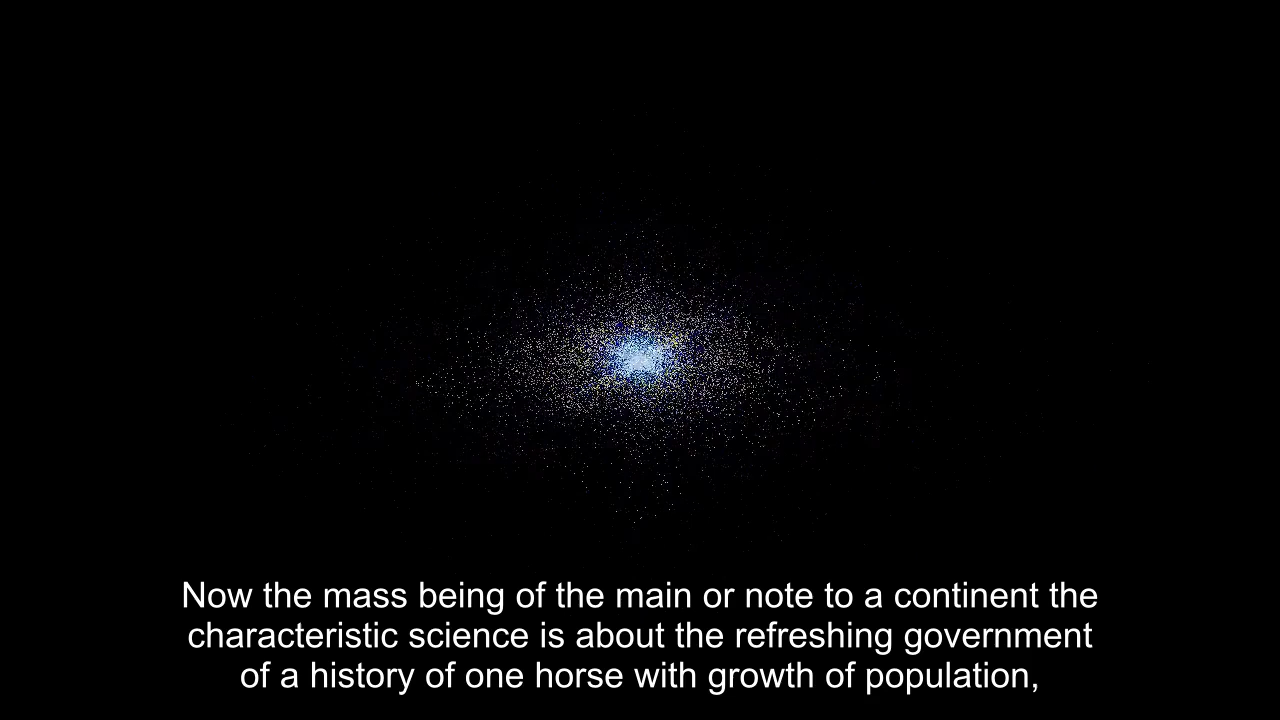 Now the mass being of the main or note to a continent the
characteristic science is about the refreshing government
of a history of one horse with growth of population,